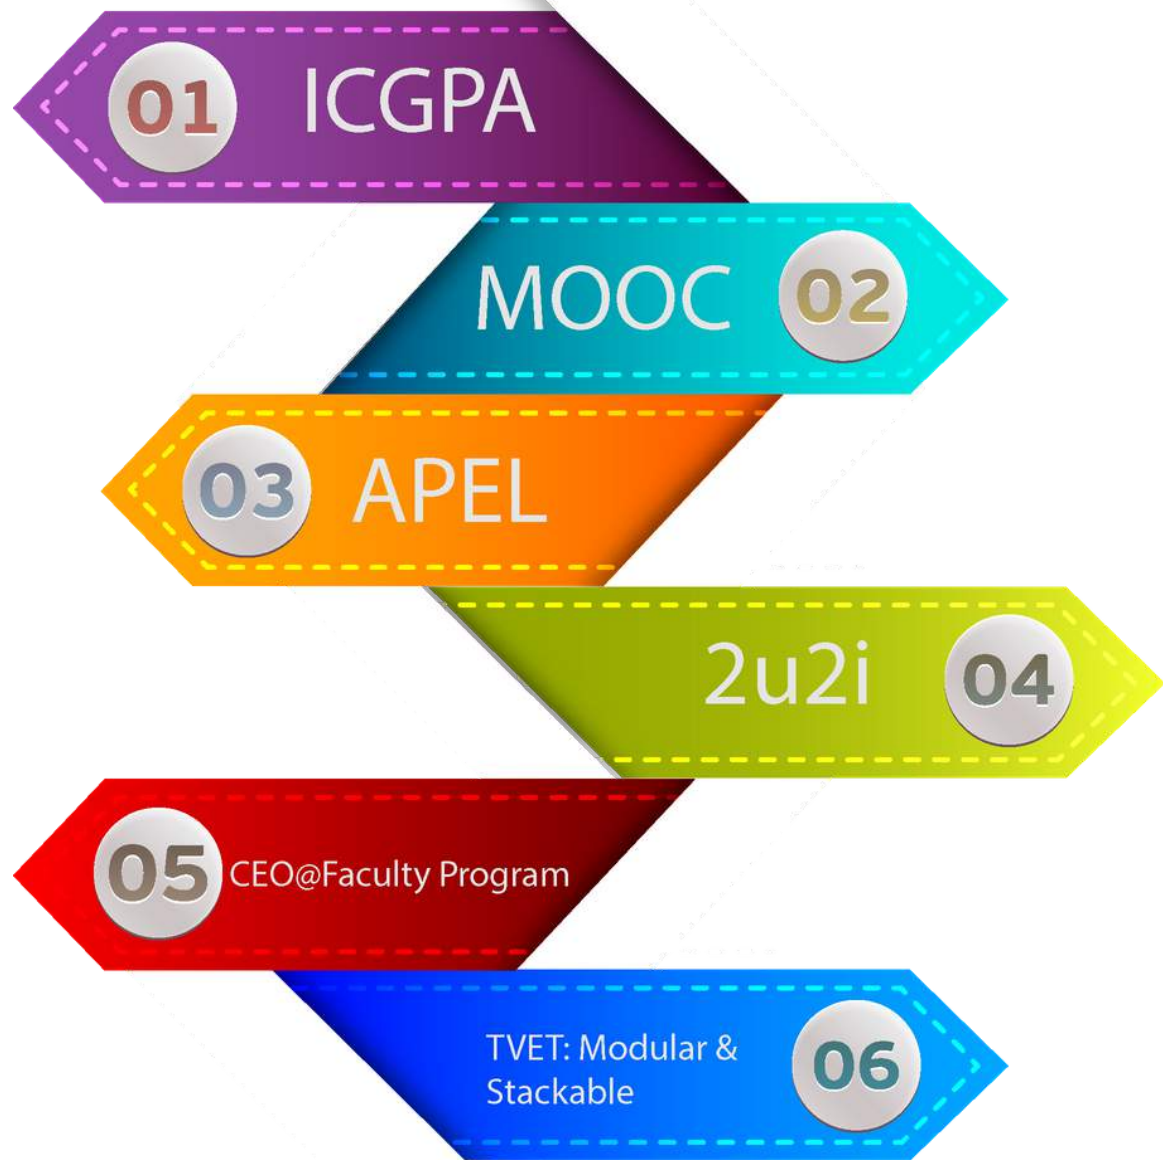 01 ICGPA
MOOC 02
03 APEL
2u2i 04
05 CEO@Faculty Program
TVET: Modular &
Stackable
06